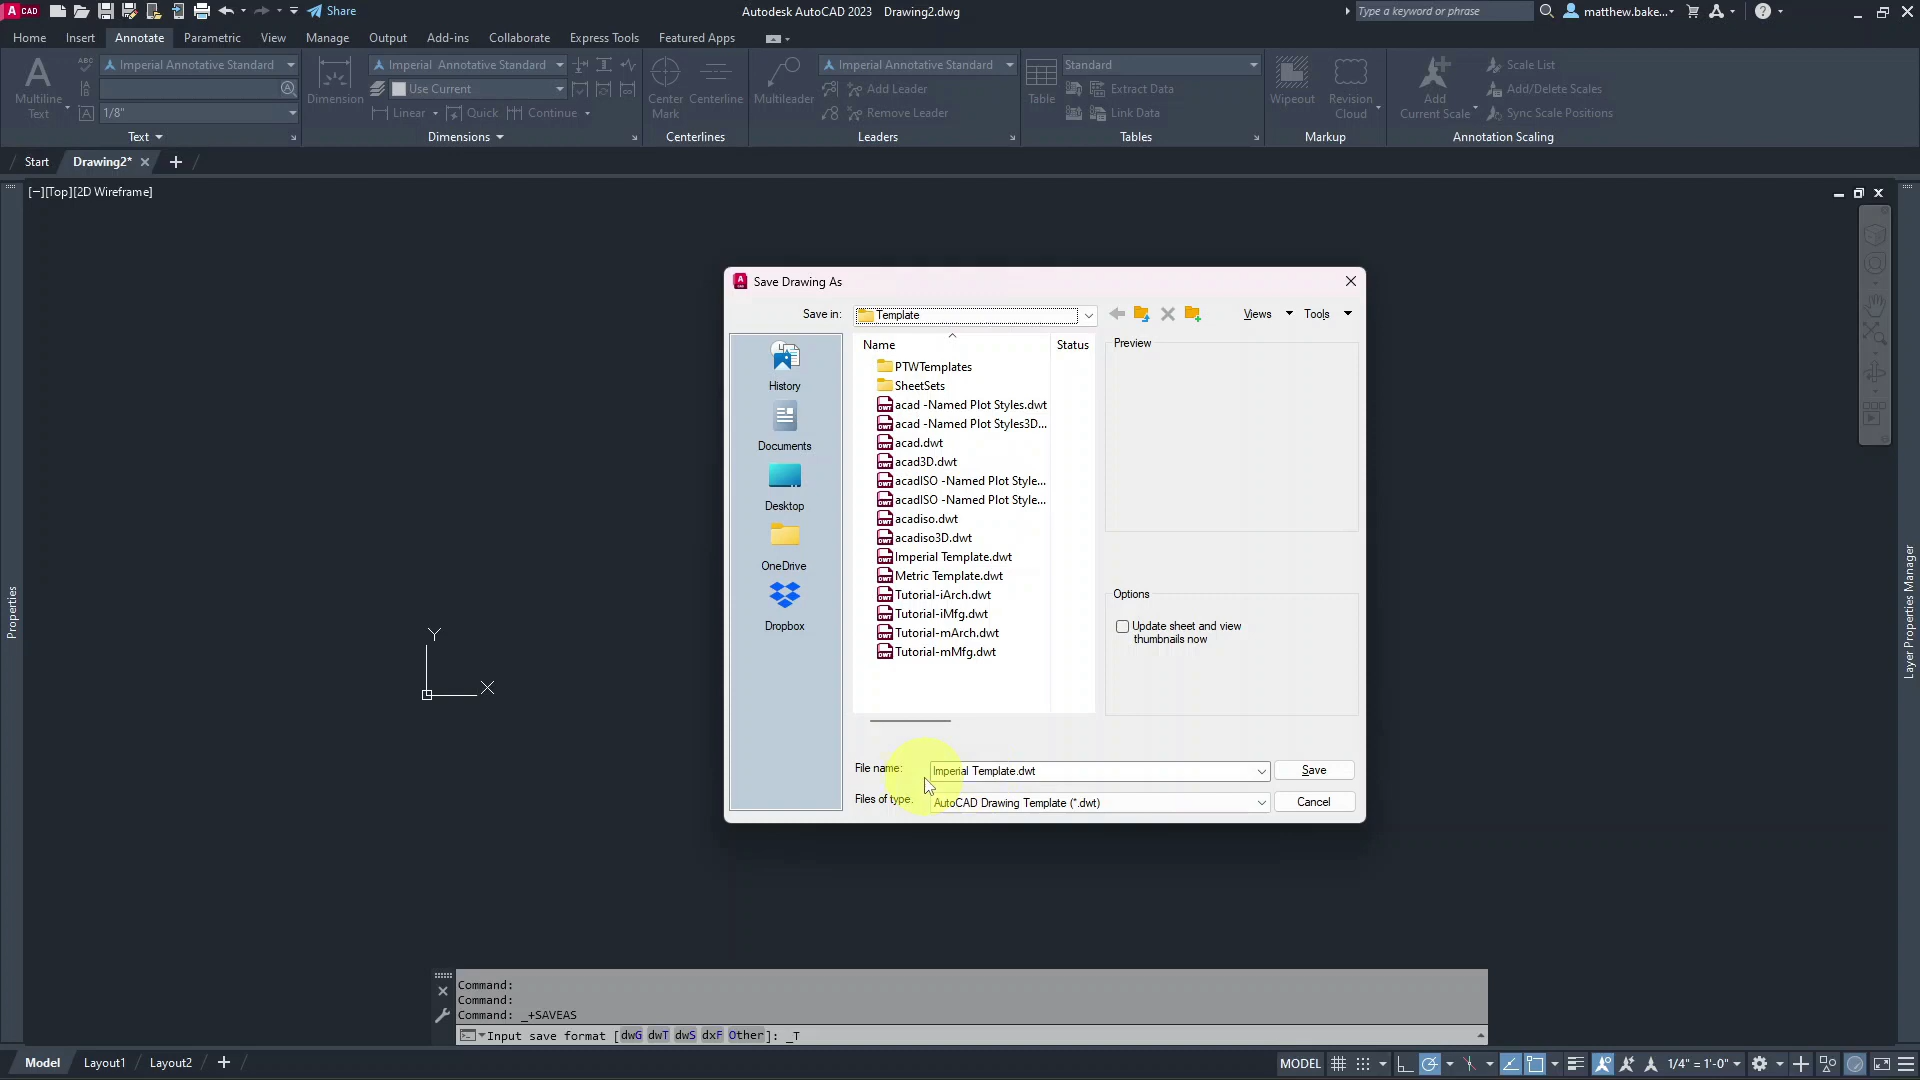 A CAD
Share
Autodesk AutoCAD 2023 Drawing2.dwg
Type a keyword or phrase
matthew.bake...
Home Insert Annotate Parametric View Manage Output Add-ins Collaborate Express Tools Featured Apps
Multiline Text
ABC
Imperial Annotative Standard
1/8"
Text
Dimension
Imperial Annotative Standard
Use Current
Linear Quick Continue
Dimensions
Center Mark
Centerline
Centerlines
Multileader
Imperial Annotative Standard
Add Leader
Remove Leader
Leaders
Table
Standard
Extract Data
Link Data
Tables
Wipeout
Revision Cloud
Markup
Add Current Scale
Scale List
Add/Delete Scales
Sync Scale Positions
Annotation Scaling
Start Drawing2*
[−][Top][2D Wireframe]
Properties
Layer Properties Manager
Y
X
Save Drawing As
Save in: Template
Views Tools
History
Documents
Desktop
OneDrive
Dropbox
Name Status
PTWTemplates
SheetSets
acad -Named Plot Styles.dwt
acad -Named Plot Styles3D...
acad.dwt
acad3D.dwt
acadISO -Named Plot Style...
acadISO -Named Plot Style...
acadiso.dwt
acadiso3D.dwt
Imperial Template.dwt
Metric Template.dwt
Tutorial-iArch.dwt
Tutorial-iMfg.dwt
Tutorial-mArch.dwt
Tutorial-mMfg.dwt
Preview
Options
Update sheet and view
thumbnails now
File name: Imperial Template.dwt Save
Files of type: AutoCAD Drawing Template (*.dwt) Cancel
Command:
Command:
Command: _+SAVEAS
Input save format [dwG dwT dwS dxF Other]: _T
Model Layout1 Layout2
MODEL 1/4" = 1'-0"